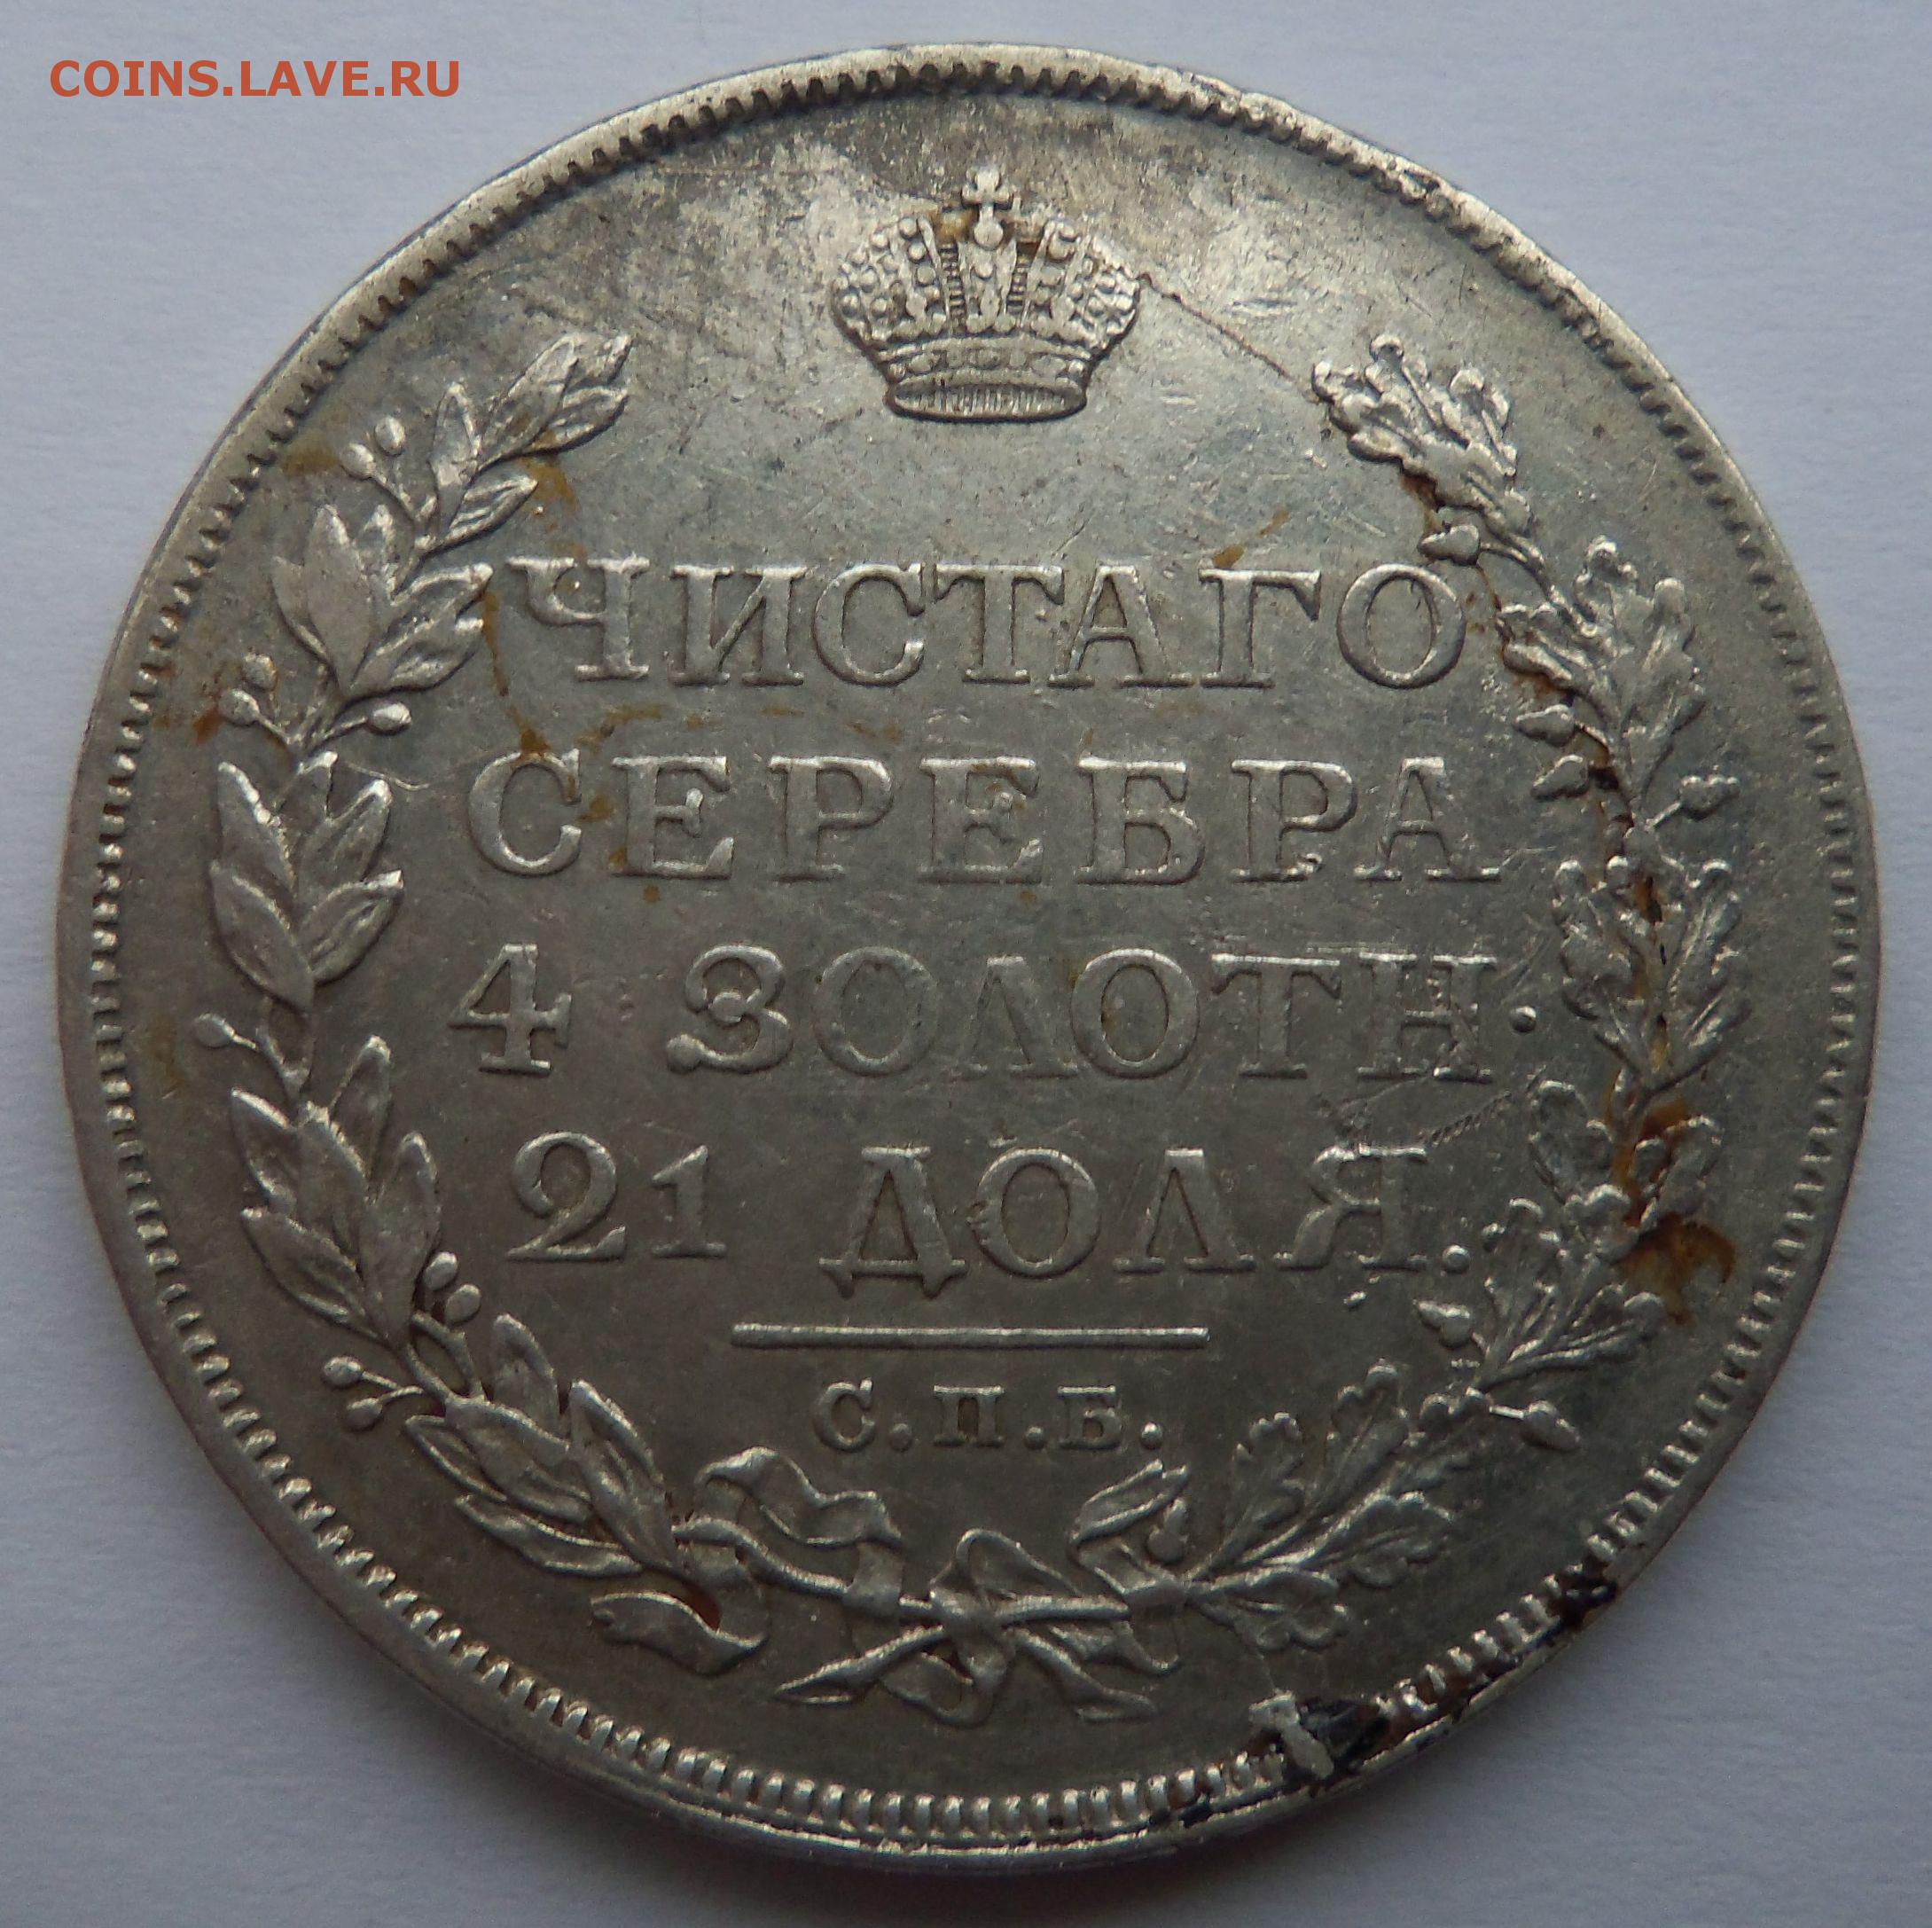 COINS.LAVE.RU
ЧИСТАГО
СЕРЕБРА
4 ЗОЛОТН.
21 ДОЛЯ.
С.П.Б.